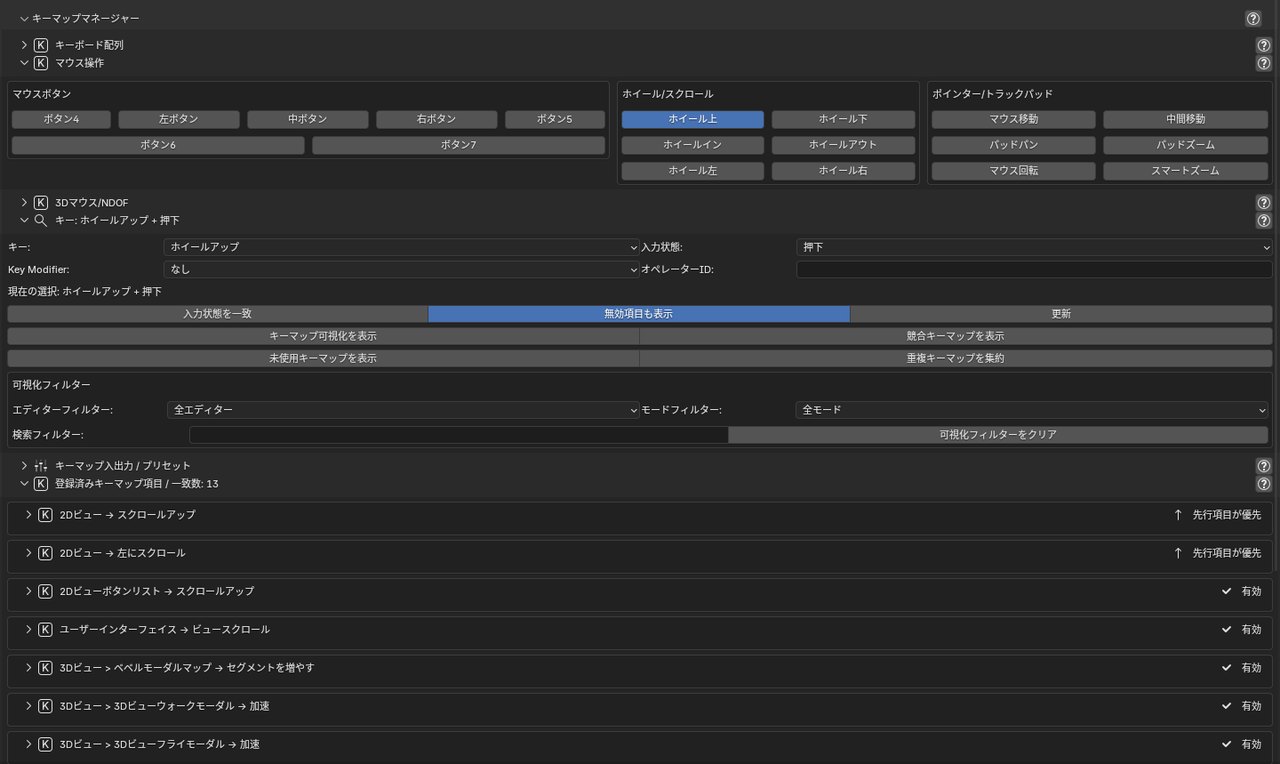 キーマップマネージャー
キーボード配列
マウス操作
マウスボタン
ボタン4 左ボタン 中ボタン 右ボタン ボタン5
ボタン6 ボタン7
ホイール/スクロール
ホイール上 ホイール下
ホイールイン ホイールアウト
ホイール左 ホイール右
ポインター/トラックパッド
マウス移動 中間移動
パッドパン パッドズーム
マウス回転 スマートズーム
3Dマウス/NDOF
キー: ホイールアップ + 押下
キー: ホイールアップ 入力状態: 押下
Key Modifier: なし オペレーターID:
現在の選択: ホイールアップ + 押下
入力状態を一致 無効項目も表示 更新
キーマップ可視化を表示 競合キーマップを表示
未使用キーマップを表示 重複キーマップを集約
可視化フィルター
エディターフィルター: 全エディター モードフィルター: 全モード
検索フィルター: 可視化フィルターをクリア
キーマップ入出力 / プリセット
登録済みキーマップ項目 / 一致数: 13
2Dビュー → スクロールアップ ↑ 先行項目が優先
2Dビュー → 左にスクロール ↑ 先行項目が優先
2Dビューボタンリスト → スクロールアップ ✓ 有効
ユーザーインターフェイス → ビュースクロール ✓ 有効
3Dビュー > ベベルモーダルマップ → セグメントを増やす ✓ 有効
3Dビュー > 3Dビューウォークモーダル → 加速 ✓ 有効
3Dビュー > 3Dビューフライモーダル → 加速 ✓ 有効